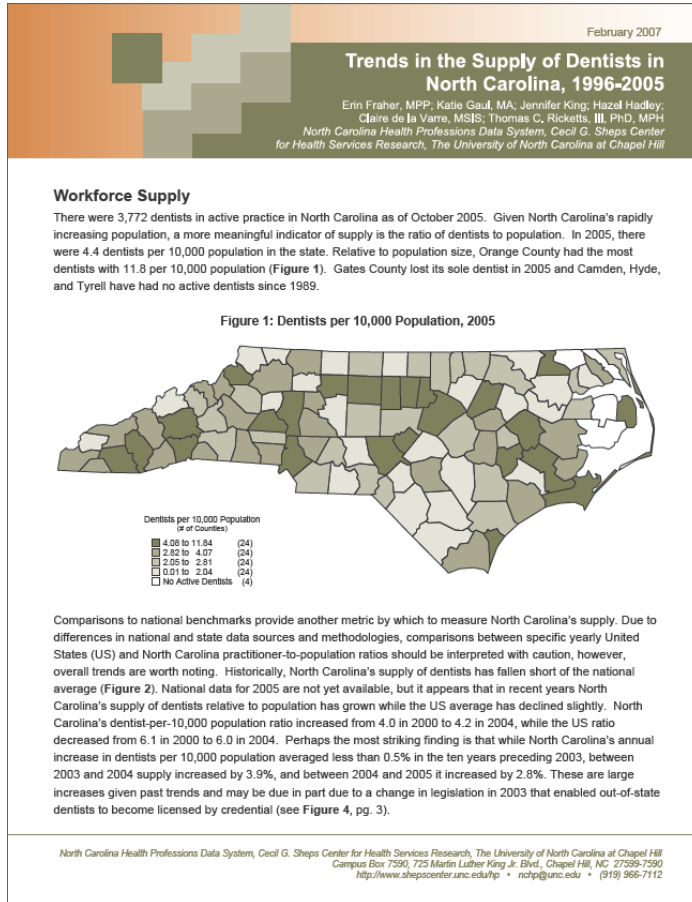 February 2007
Trends in the Supply of Dentists in
North Carolina, 1996-2005
Erin Fraher, MPP; Katie Gaul, MA; Jennifer King; Hazel Hadley;
Claire de la Varre, MSIS; Thomas C. Ricketts, III, PhD, MPH
North Carolina Health Professions Data System, Cecil G. Sheps Center
for Health Services Research, The University of North Carolina at Chapel Hill
Workforce Supply
There were 3,772 dentists in active practice in North Carolina as of October 2005. Given North Carolina's rapidly
increasing population, a more meaningful indicator of supply is the ratio of dentists to population. In 2005, there
were 4.4 dentists per 10,000 population in the state. Relative to population size, Orange County had the most
dentists with 11.8 per 10,000 population (Figure 1). Gates County lost its sole dentist in 2005 and Camden, Hyde,
and Tyrell have had no active dentists since 1989.
Figure 1: Dentists per 10,000 Population, 2005
Dentists per 10,000 Population
(# of Counties)
4.08 to 11.84 (24)
2.82 to 4.07 (24)
2.05 to 2.81 (24)
0.01 to 2.04 (24)
No Active Dentists (4)
Comparisons to national benchmarks provide another metric by which to measure North Carolina's supply. Due to
differences in national and state data sources and methodologies, comparisons between specific yearly United
States (US) and North Carolina practitioner-to-population ratios should be interpreted with caution, however,
overall trends are worth noting. Historically, North Carolina's supply of dentists has fallen short of the national
average (Figure 2). National data for 2005 are not yet available, but it appears that in recent years North
Carolina's supply of dentists relative to population has grown while the US average has declined slightly. North
Carolina's dentist-per-10,000 population ratio increased from 4.0 in 2000 to 4.2 in 2004, while the US ratio
decreased from 6.1 in 2000 to 6.0 in 2004. Perhaps the most striking finding is that while North Carolina's annual
increase in dentists per 10,000 population averaged less than 0.5% in the ten years preceding 2003, between
2003 and 2004 supply increased by 3.9%, and between 2004 and 2005 it increased by 2.8%. These are large
increases given past trends and may be due in part due to a change in legislation in 2003 that enabled out-of-state
dentists to become licensed by credential (see Figure 4, pg. 3).
North Carolina Health Professions Data System, Cecil G. Sheps Center for Health Services Research, The University of North Carolina at Chapel Hill
Campus Box 7590, 725 Martin Luther King Jr. Blvd., Chapel Hill, NC 27599-7590
http://www.shepscenter.unc.edu/hp • nchp@unc.edu • (919) 966-7112